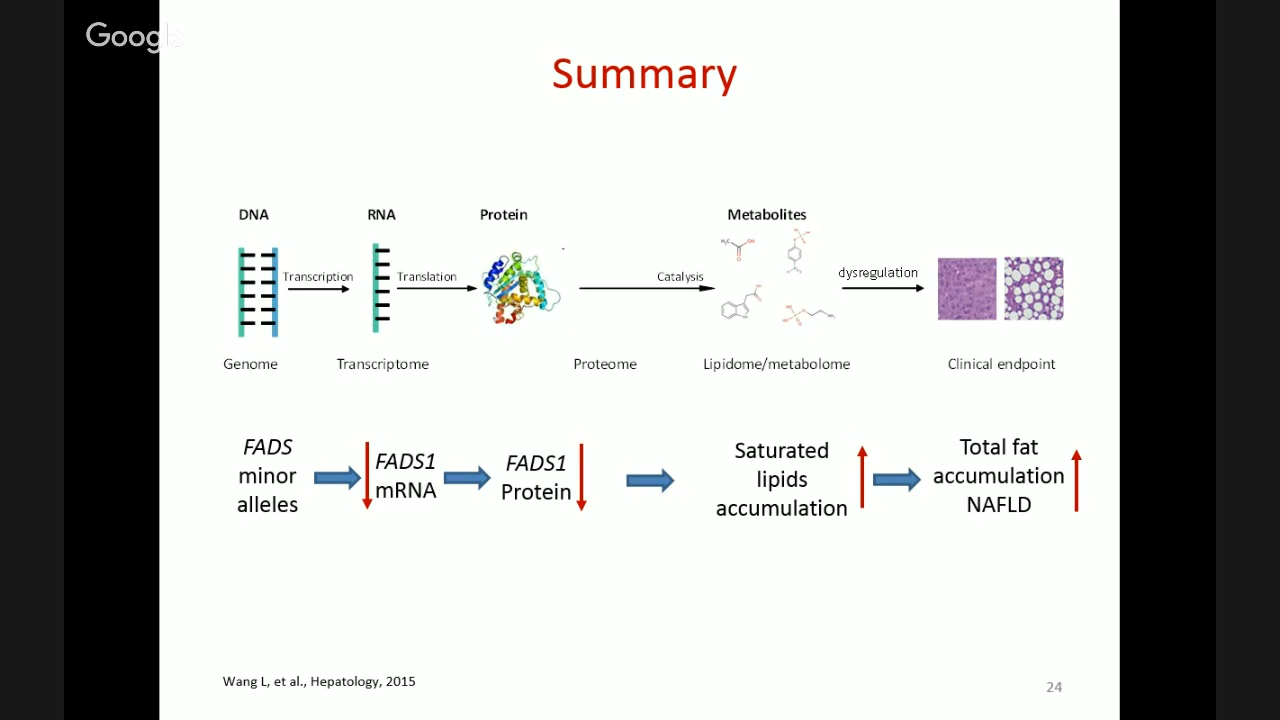 Google
Summary
DNA
RNA
Protein
Metabolites
Transcription
Translation
Catalysis
dysregulation
Genome
Transcriptome
Proteome
Lipidome/metabolome
Clinical endpoint
FADS
minor
alleles
FADS1
mRNA
FADS1
Protein
Saturated
lipids
accumulation
Total fat
accumulation
NAFLD
Wang L, et al., Hepatology, 2015
24